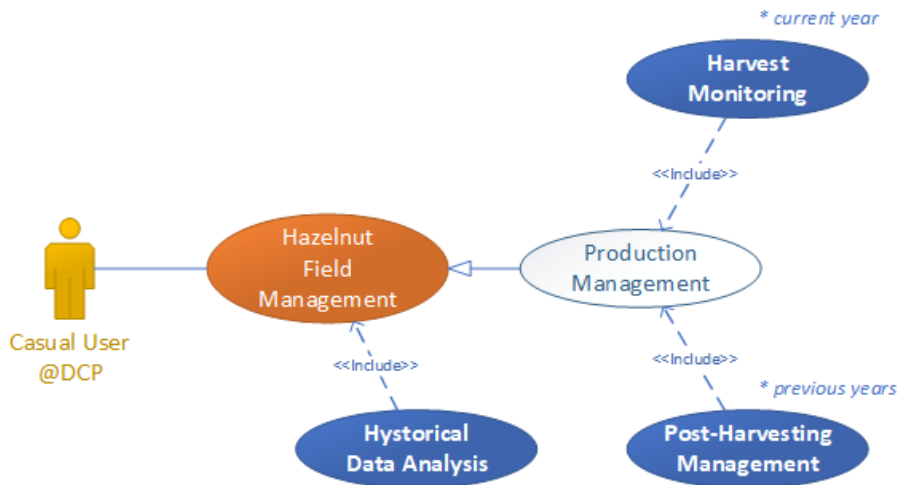 * current year
Harvest
Monitoring
<<Include>>
Hazelnut
Field
Management
Production
Management
Casual User
@DCP
<<Include>>
<<Include>>
* previous years
Hystorical
Data Analysis
Post-Harvesting
Management